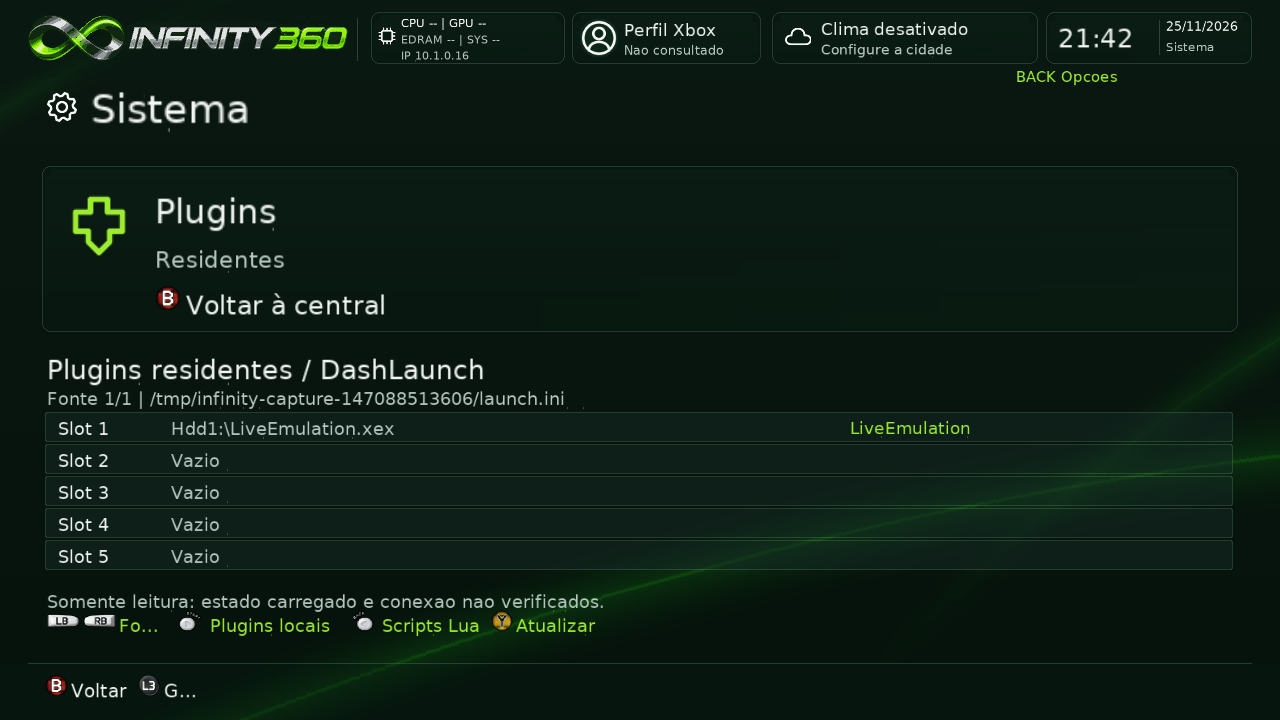 INFINITY 360
CPU -- | GPU --
EDRAM -- | SYS --
IP 10.1.0.16
Perfil Xbox
Nao consultado
Clima desativado
Configure a cidade
21:42
25/11/2026
Sistema
BACK Opcoes
Sistema
Plugins
Residentes
B Voltar à central
Plugins residentes / DashLaunch
Fonte 1/1 | /tmp/infinity-capture-147088513606/launch.ini
Slot 1 Hdd1:\LiveEmulation.xex LiveEmulation
Slot 2 Vazio
Slot 3 Vazio
Slot 4 Vazio
Slot 5 Vazio
Somente leitura: estado carregado e conexao nao verificados.
LB RB Fo... Plugins locais Scripts Lua Y Atualizar
B Voltar L3 G...